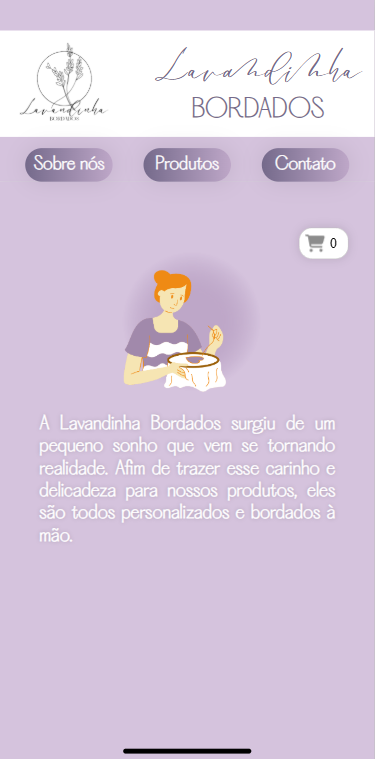 Lavandinha
BORDADOS
Lavandinha
BORDADOS
Sobre nós
Produtos
Contato
0
A Lavandinha Bordados surgiu de um
pequeno sonho que vem se tornando
realidade. Afim de trazer esse carinho e
delicadeza para nossos produtos, eles
são todos personalizados e bordados à
mão.